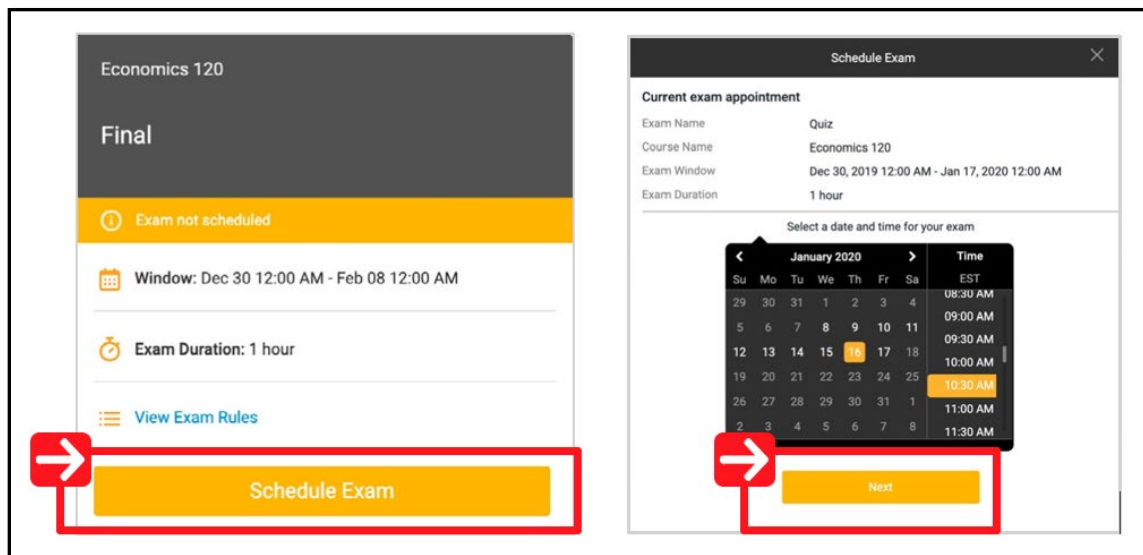 Economics 120
Final
Exam not scheduled
Window: Dec 30 12:00 AM - Feb 08 12:00 AM
Exam Duration: 1 hour
View Exam Rules
Schedule Exam
Schedule Exam
Current exam appointment
Exam Name Quiz
Course Name Economics 120
Exam Window Dec 30, 2019 12:00 AM - Jan 17, 2020 12:00 AM
Exam Duration 1 hour
Select a date and time for your exam
January 2020 Time
Su Mo Tu We Th Fr Sa EST
29 30 31 1 2 3 4 08:30 AM
5 6 7 8 9 10 11 09:00 AM
09:30 AM
12 13 14 15 16 17 18 10:00 AM
19 20 21 22 23 24 25 10:30 AM
26 27 28 29 30 31 1 11:00 AM
2 3 4 5 6 7 8 11:30 AM
Next